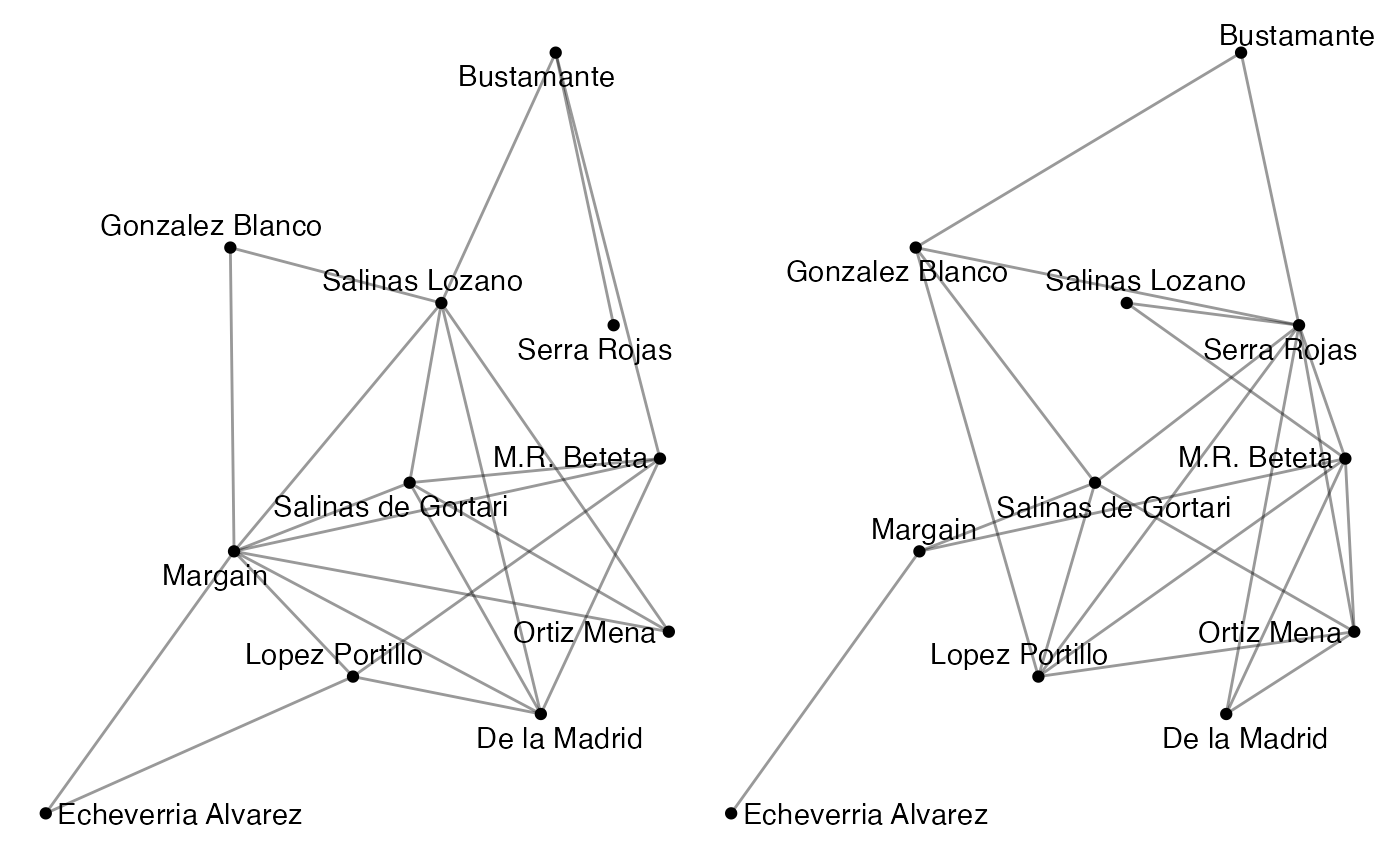 Bustamante
Gonzalez Blanco
Salinas Lozano
Serra Rojas
M.R. Beteta
Salinas de Gortari
Margain
Ortiz Mena
Lopez Portillo
De la Madrid
Echeverria Alvarez
Bustamante
Gonzalez Blanco
Salinas Lozano
Serra Rojas
M.R. Beteta
Salinas de Gortari
Margain
Ortiz Mena
Lopez Portillo
De la Madrid
Echeverria Alvarez